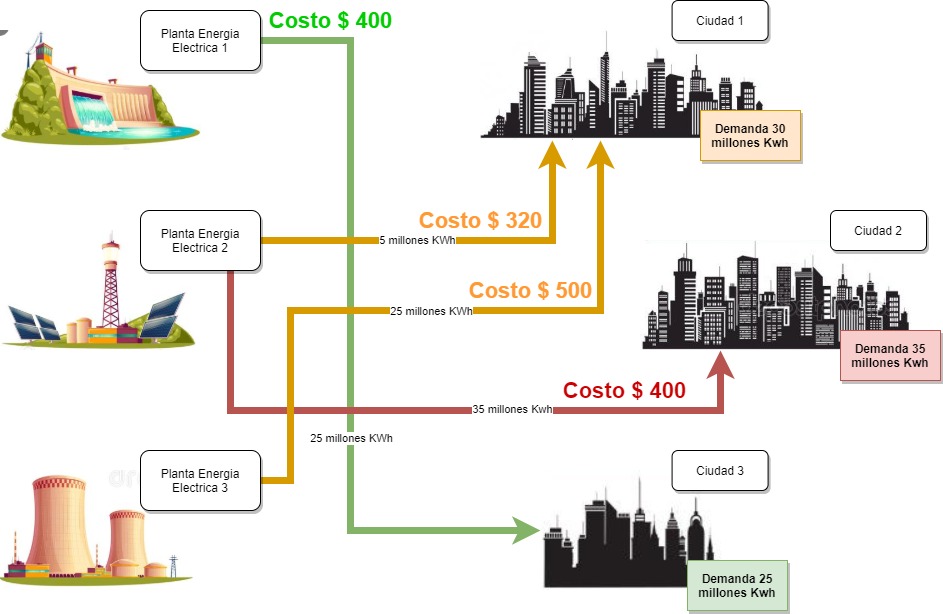 Costo $ 400
Planta Energia
Electrica 1
Ciudad 1
Demanda 30
millones Kwh
Planta Energia
Electrica 2
Costo $ 320
5 millones KWh
Ciudad 2
Costo $ 500
25 millones KWh
Demanda 35
millones Kwh
Costo $ 400
35 millones Kwh
25 millones KWh
Planta Energia
Electrica 3
Ciudad 3
Demanda 25
millones Kwh